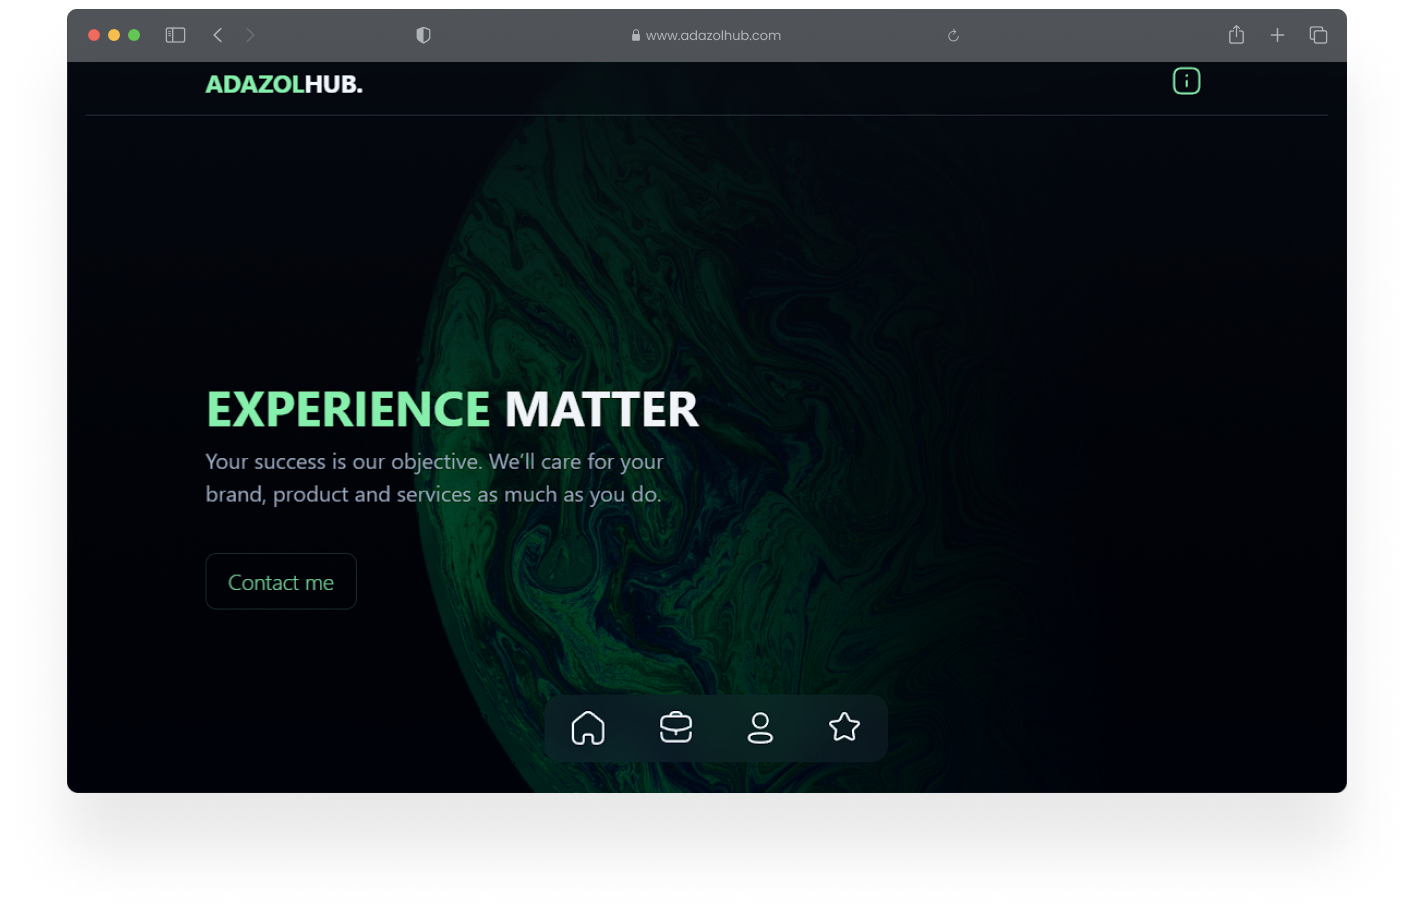 www.adazolhub.com
ADAZOLHUB.
EXPERIENCE MATTER
Your success is our objective. We'll care for your
brand, product and services as much as you do.
Contact me